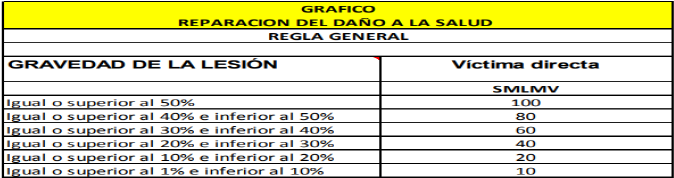 GRAFICO
REPARACION DEL DAÑO A LA SALUD
REGLA GENERAL
GRAVEDAD DE LA LESIÓN Víctima directa
SMLMV
Igual o superior al 50% 100
Igual o superior al 40% e inferior al 50% 80
Igual o superior al 30% e inferior al 40% 60
Igual o superior al 20% e inferior al 30% 40
Igual o superior al 10% e inferior al 20% 20
Igual o superior al 1% e inferior al 10% 10